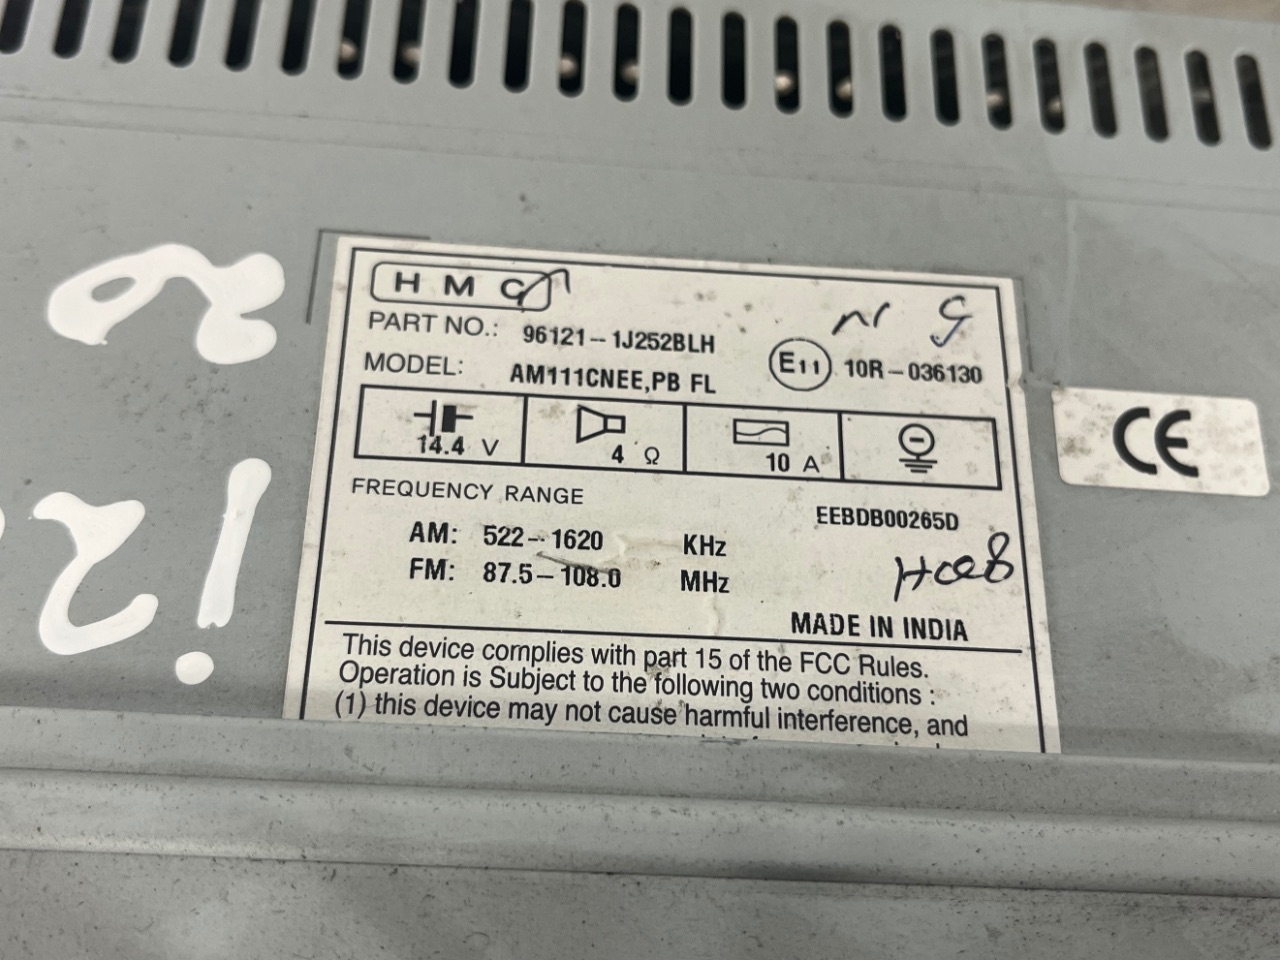 HMC
PART NO.: 96121-1J252BLH
MODEL: AM111CNEE,PB FL
E11 10R-036130
14.4 V
4 Ω
10 A
FREQUENCY RANGE
EEBDB00265D
AM: 522-1620 KHz
FM: 87.5-108.0 MHz
MADE IN INDIA
This device complies with part 15 of the FCC Rules.
Operation is Subject to the following two conditions :
(1) this device may not cause harmful interference, and
CE